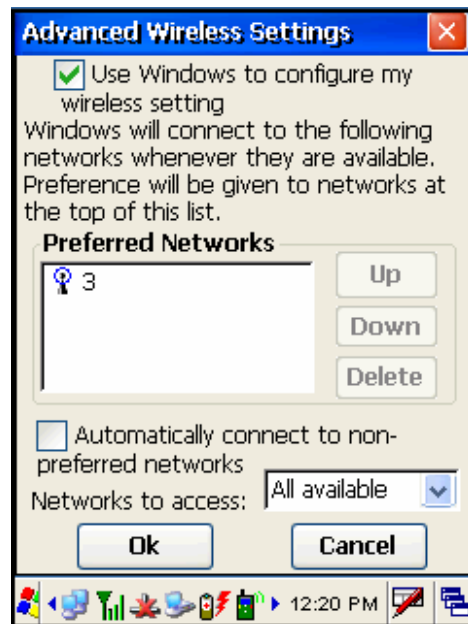 Advanced Wireless Settings
Use Windows to configure my
wireless setting
Windows will connect to the following
networks whenever they are available.
Preference will be given to networks at
the top of this list.
Preferred Networks
3
Up
Down
Delete
Automatically connect to non-
preferred networks
Networks to access: All available
Ok Cancel
12:20 PM